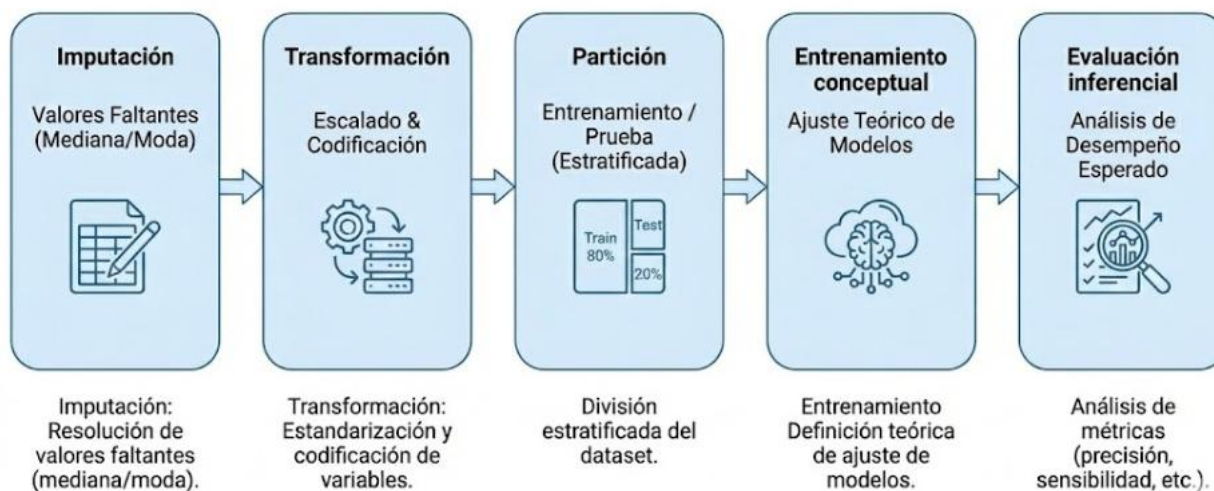 Imputación
Valores Faltantes
(Mediana/Moda)
Transformación
Escalado &
Codificación
Partición
Entrenamiento /
Prueba
(Estratificada)
Train
80%
Test
20%
Entrenamiento
conceptual
Ajuste Teórico de
Modelos
Evaluación
inferencial
Análisis de
Desempeño
Esperado
Imputación:
Resolución de
valores faltantes
(mediana/moda).
Transformación:
Estandarización y
codificación de
variables.
División
estratificada del
dataset.
Entrenamiento
Definición teórica
de ajuste de
modelos.
Análisis de
métricas
(precisión,
sensibilidad, etc.).